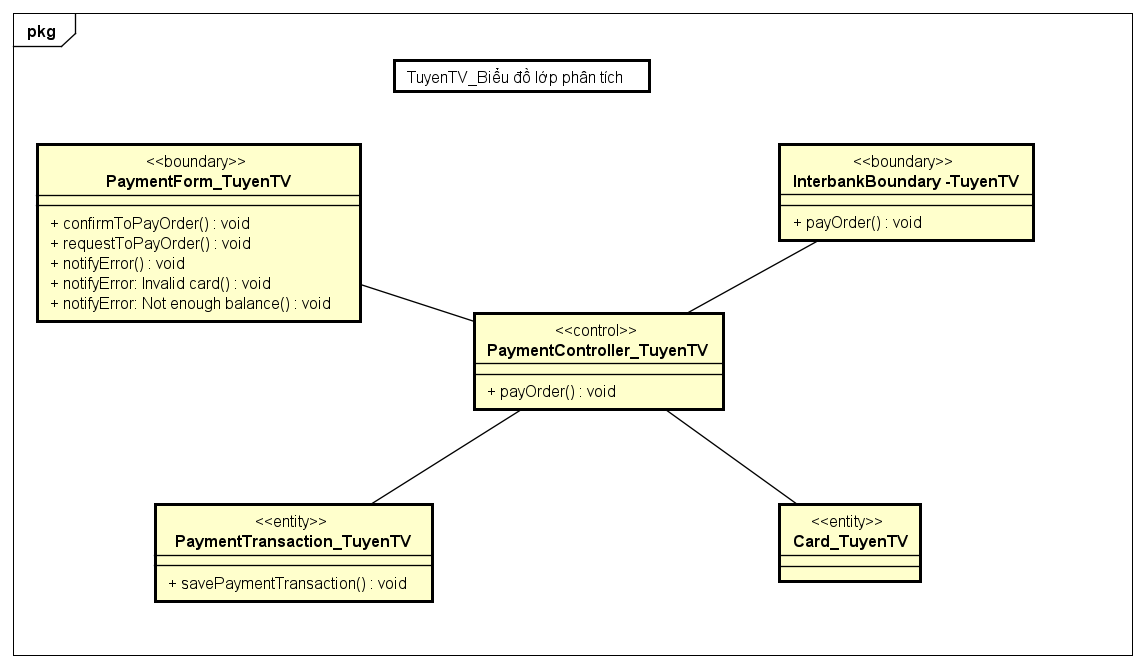 pkg
TuyenTV_Biểu đồ lớp phân tích
<<boundary>>
PaymentForm_TuyenTV
+ confirmToPayOrder() : void
+ requestToPayOrder() : void
+ notifyError() : void
+ notifyError: Invalid card() : void
+ notifyError: Not enough balance() : void
<<boundary>>
InterbankBoundary -TuyenTV
+ payOrder() : void
<<control>>
PaymentController_TuyenTV
+ payOrder() : void
<<entity>>
PaymentTransaction_TuyenTV
+ savePaymentTransaction() : void
<<entity>>
Card_TuyenTV